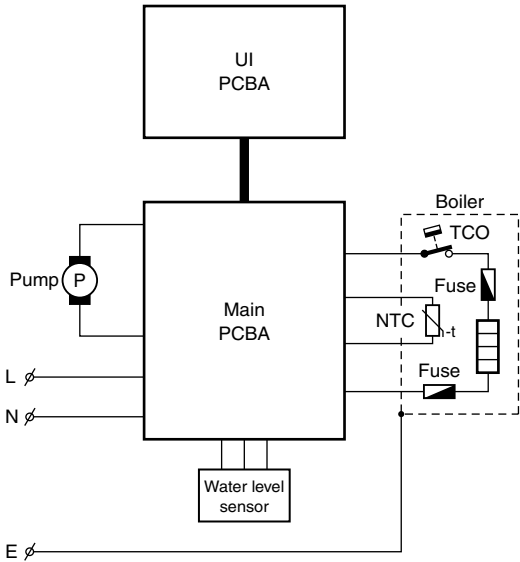 UI
PCBA
Boiler
TCO
Pump
P
Fuse
Main
PCBA
NTC
-t
Fuse
L
N
Water level
sensor
E